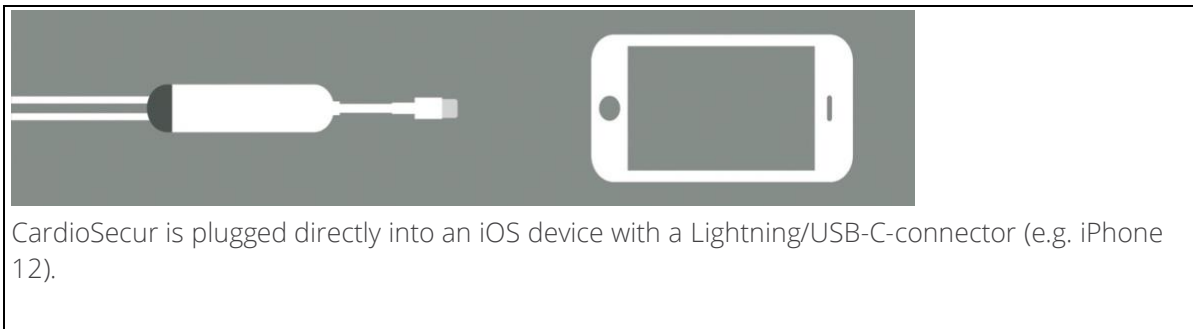 CardioSecur is plugged directly into an iOS device with a Lightning/USB-C-connector (e.g. iPhone
12).